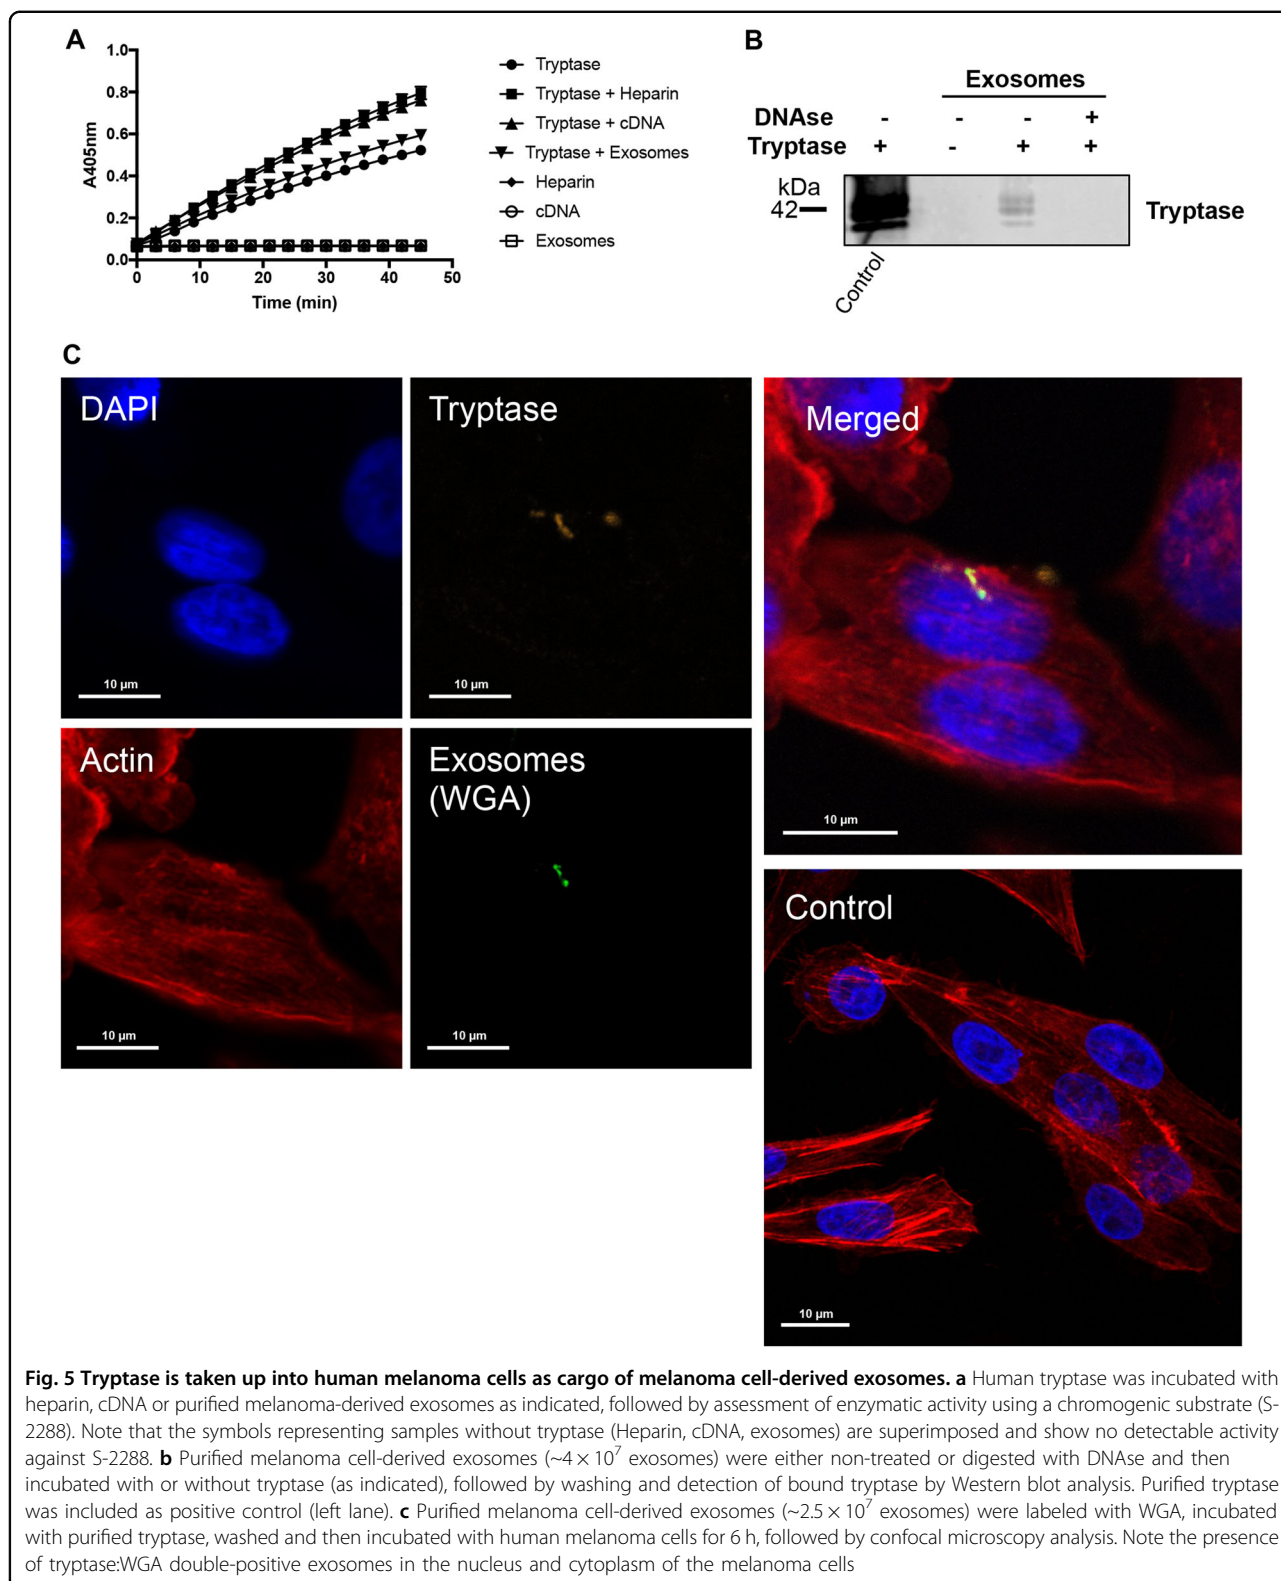 A
1.0
0.8
0.6
0.4
0.2
0.0
A405nm
0
10
20
30
40
50
Time (min)
Tryptase
Tryptase + Heparin
Tryptase + cDNA
Tryptase + Exosomes
Heparin
cDNA
Exosomes
B
Exosomes
DNAse - - - +
Tryptase + - + +
kDa
42
Tryptase
Control
C
DAPI
10 µm
Tryptase
10 µm
Merged
10 µm
Actin
10 µm
Exosomes
(WGA)
10 µm
Control
10 µm
Fig. 5 Tryptase is taken up into human melanoma cells as cargo of melanoma cell-derived exosomes. a Human tryptase was incubated with
heparin, cDNA or purified melanoma-derived exosomes as indicated, followed by assessment of enzymatic activity using a chromogenic substrate (S-
2288). Note that the symbols representing samples without tryptase (Heparin, cDNA, exosomes) are superimposed and show no detectable activity
against S-2288. b Purified melanoma cell-derived exosomes (~4 × 10⁷ exosomes) were either non-treated or digested with DNAse and then
incubated with or without tryptase (as indicated), followed by washing and detection of bound tryptase by Western blot analysis. Purified tryptase
was included as positive control (left lane). c Purified melanoma cell-derived exosomes (~2.5 × 10⁷ exosomes) were labeled with WGA, incubated
with purified tryptase, washed and then incubated with human melanoma cells for 6 h, followed by confocal microscopy analysis. Note the presence
of tryptase:WGA double-positive exosomes in the nucleus and cytoplasm of the melanoma cells